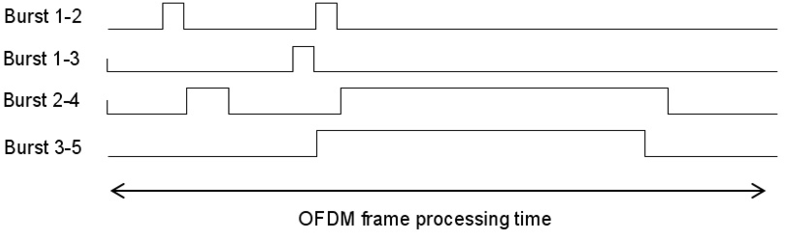 Burst 1-2
Burst 1-3
Burst 2-4
Burst 3-5
OFDM frame processing time